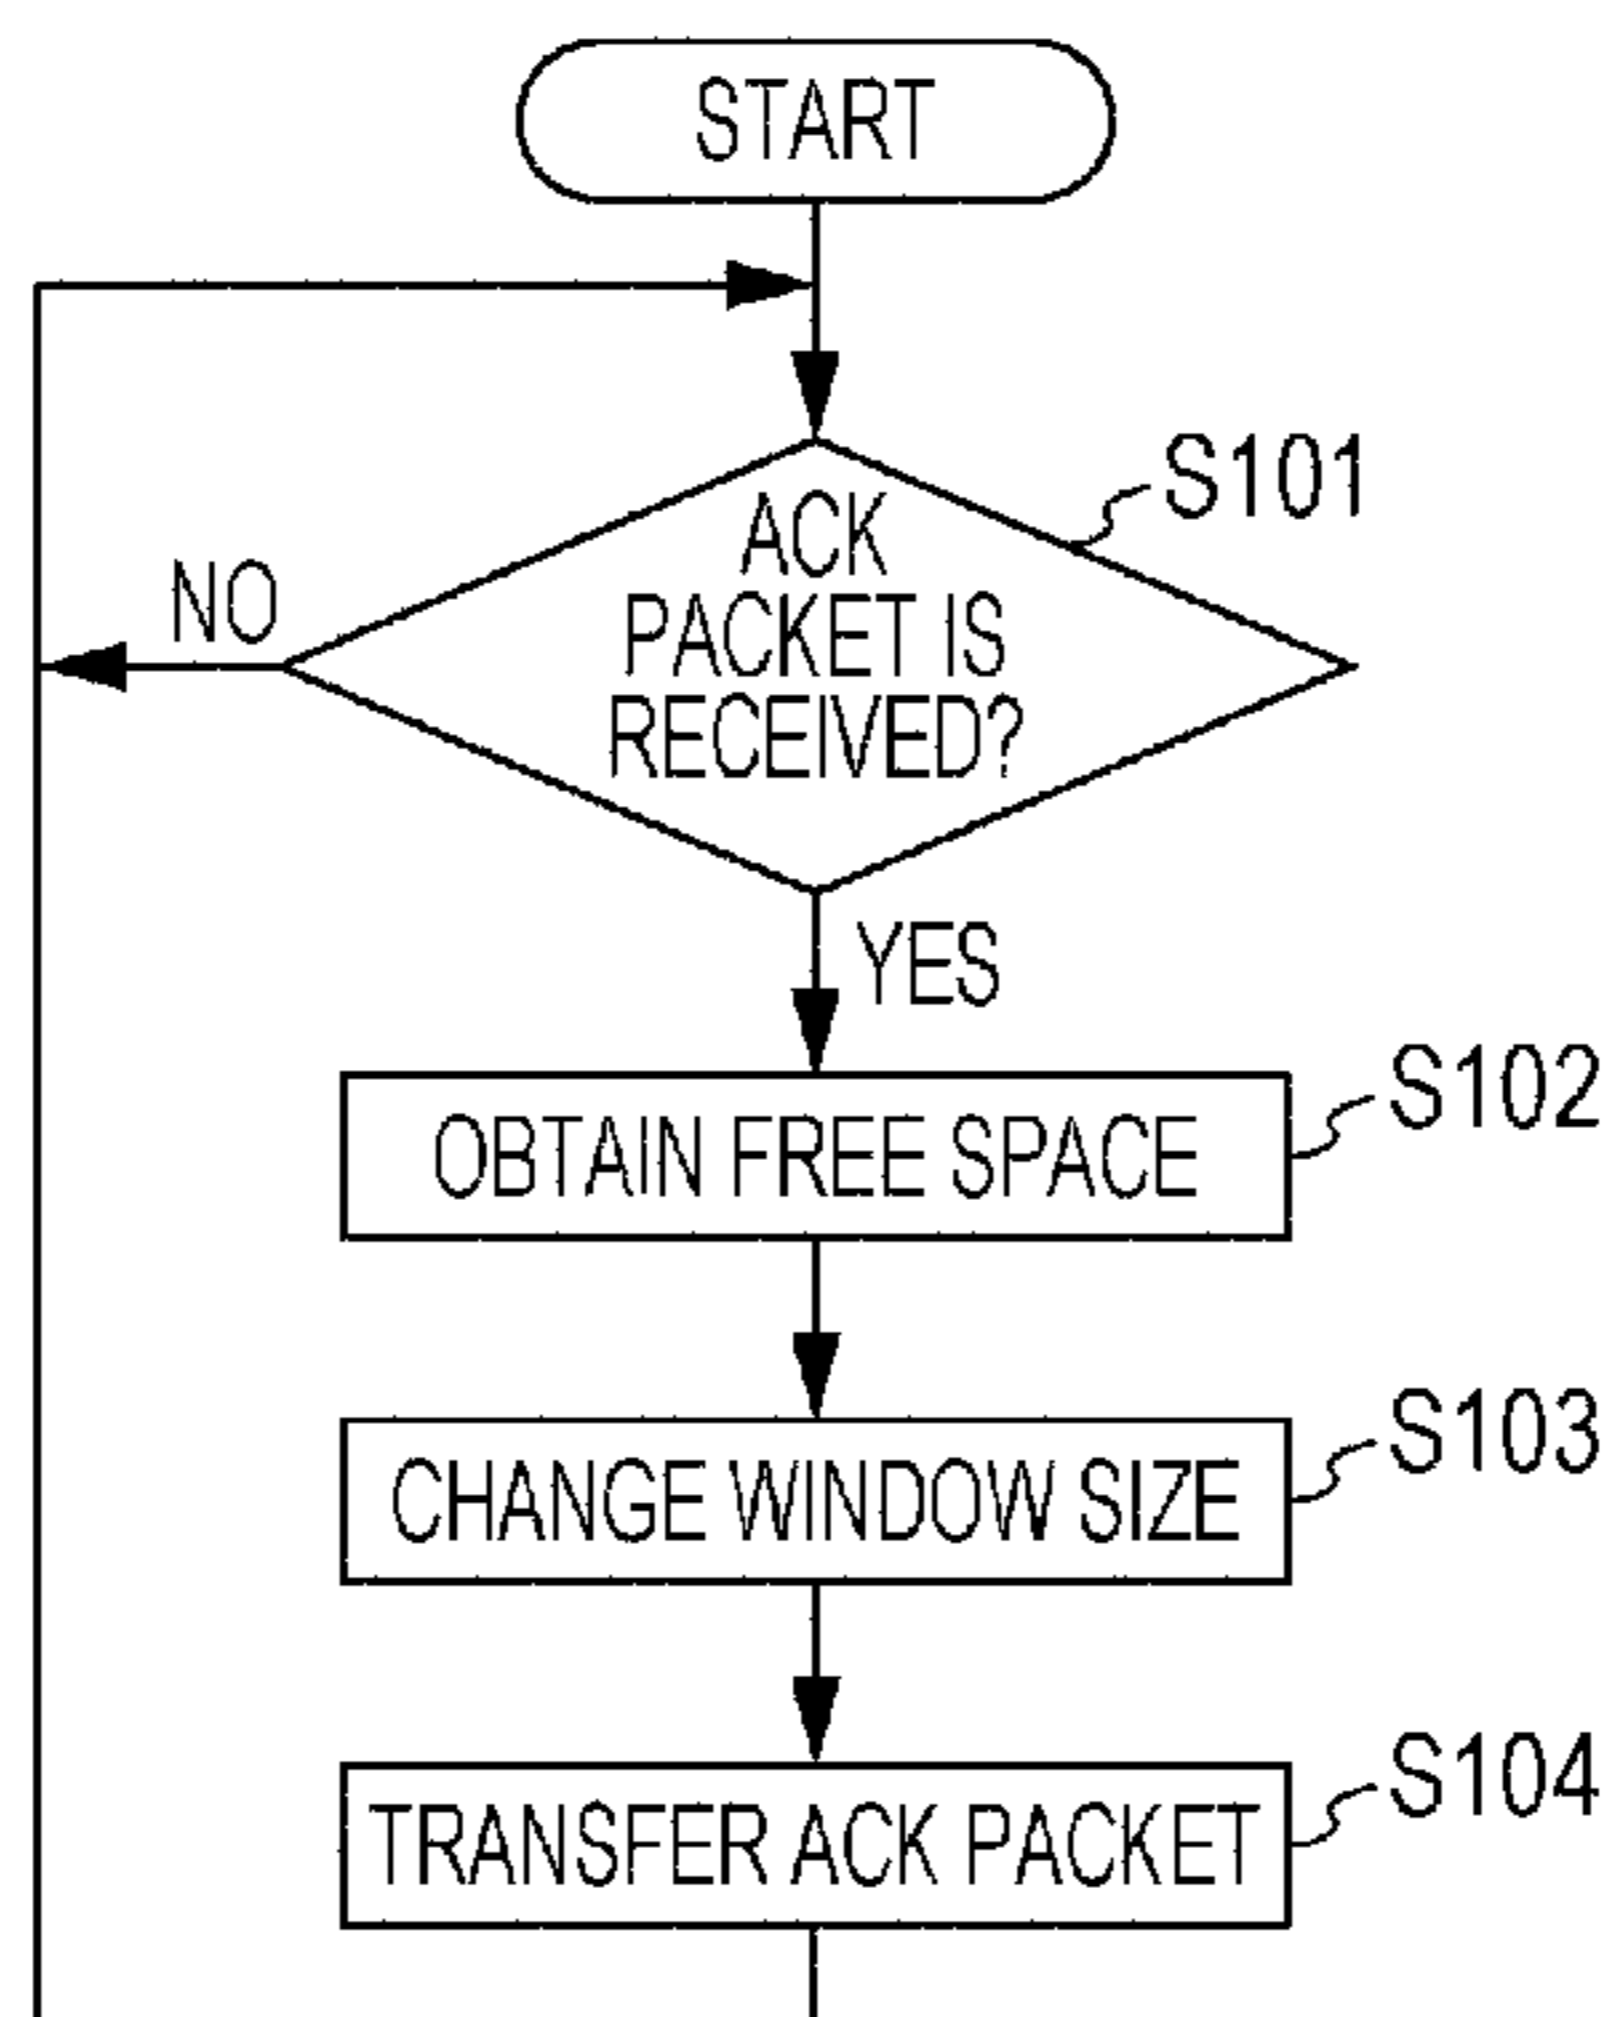 START
S101
ACK
PACKET IS
RECEIVED?
NO
YES
S102
OBTAIN FREE SPACE
S103
CHANGE WINDOW SIZE
S104
TRANSFER ACK PACKET